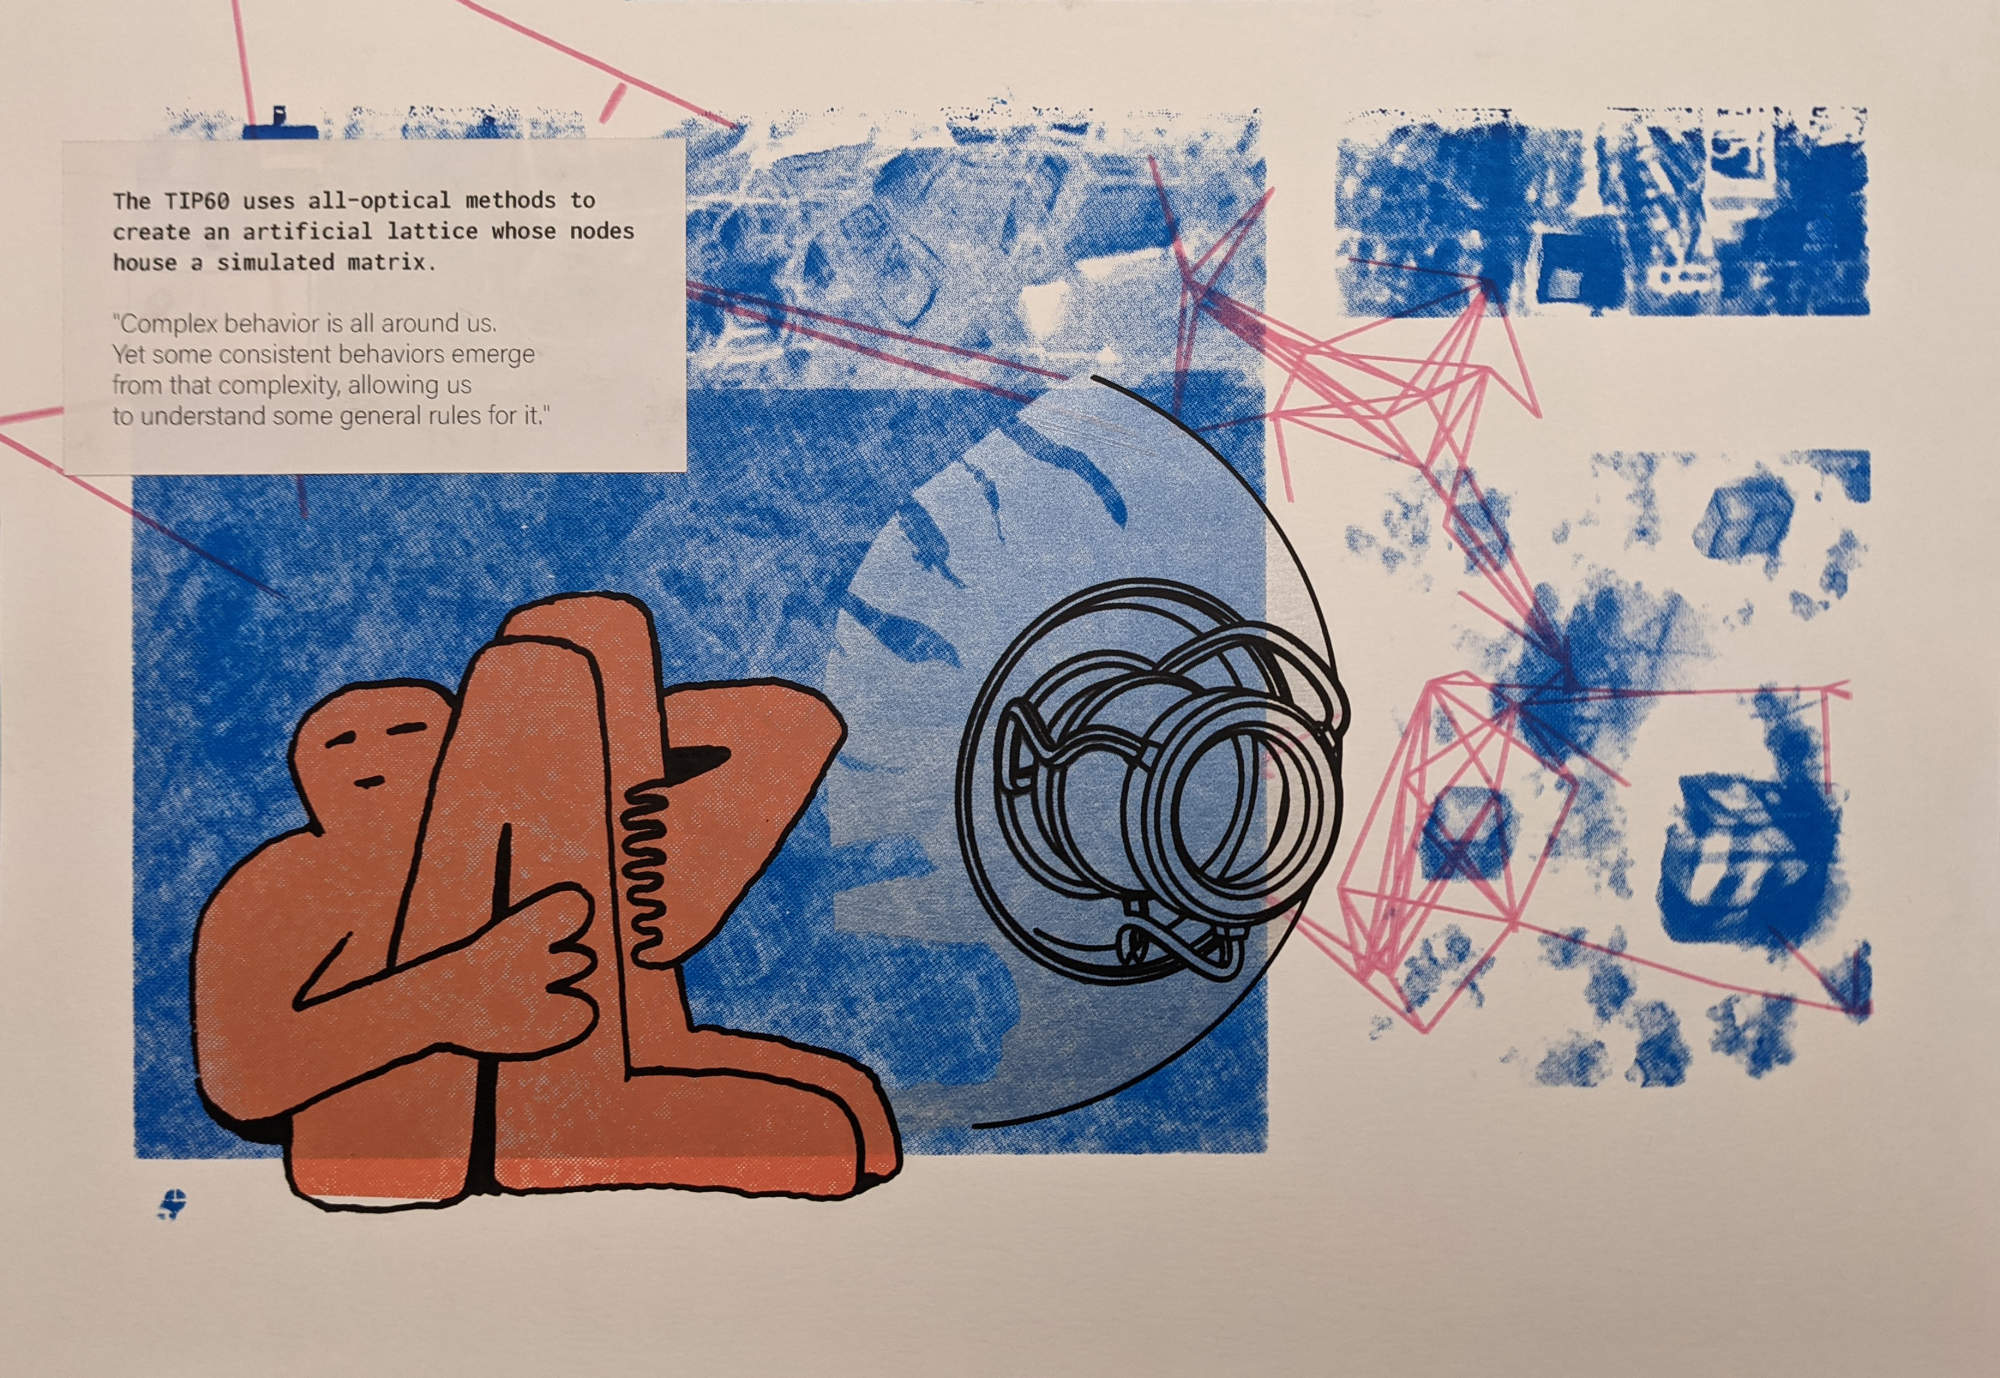 The TIP60 uses all-optical methods to
create an artificial lattice whose nodes
house a simulated matrix.
"Complex behavior is all around us.
Yet some consistent behaviors emerge
from that complexity, allowing us
to understand some general rules for it."